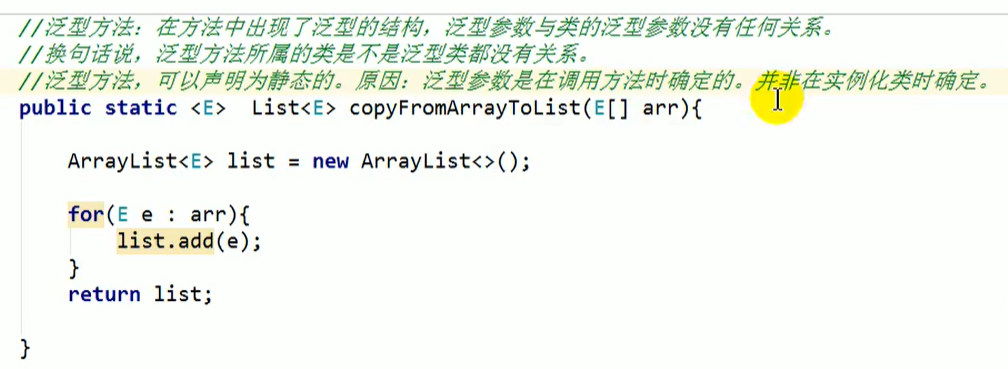 //泛型方法：在方法中出现了泛型的结构，泛型参数与类的泛型参数没有任何关系。
//换句话说，泛型方法所属的类是不是泛型类都没有关系。
//泛型方法，可以声明为静态的。原因：泛型参数是在调用方法时确定的。并非在实例化类时确定。
public static <E>  List<E> copyFromArrayToList(E[] arr){
ArrayList<E> list = new ArrayList<>();
for(E e : arr){
list.add(e);
}
return list;
}